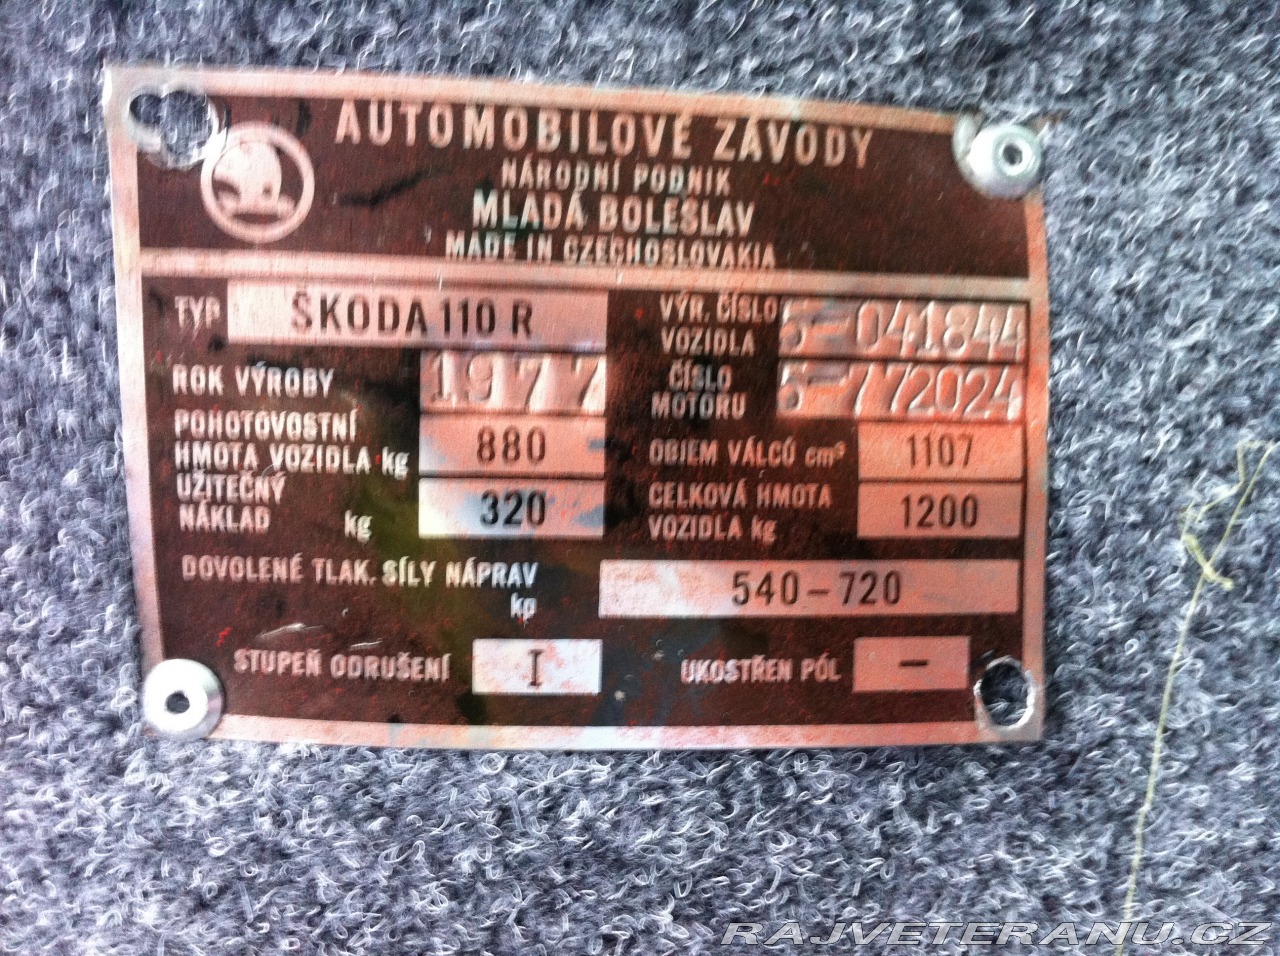 AUTOMOBILOVÉ ZÁVODY
NÁRODNÍ PODNIK
MLADÁ BOLESLAV
MADE IN CZECHOSLOVAKIA
TYP ŠKODA 110 R
VÝR. ČÍSLO
VOZIDLA 5-041844
ROK VÝROBY 1977
ČÍSLO
MOTORU 5-772024
POHOTOVOSTNÍ
HMOTA VOZIDLA kg 880
OBJEM VÁLCŮ cm³ 1107
UŽITEČNÝ
NÁKLAD kg 320
CELKOVÁ HMOTA
VOZIDLA kg 1200
DOVOLENÉ TLAK. SÍLY NÁPRAV
kp 540-720
STUPEŇ ODRUŠENÍ I
UKOSTŘEN PÓL -
RAJVETERANU.CZ